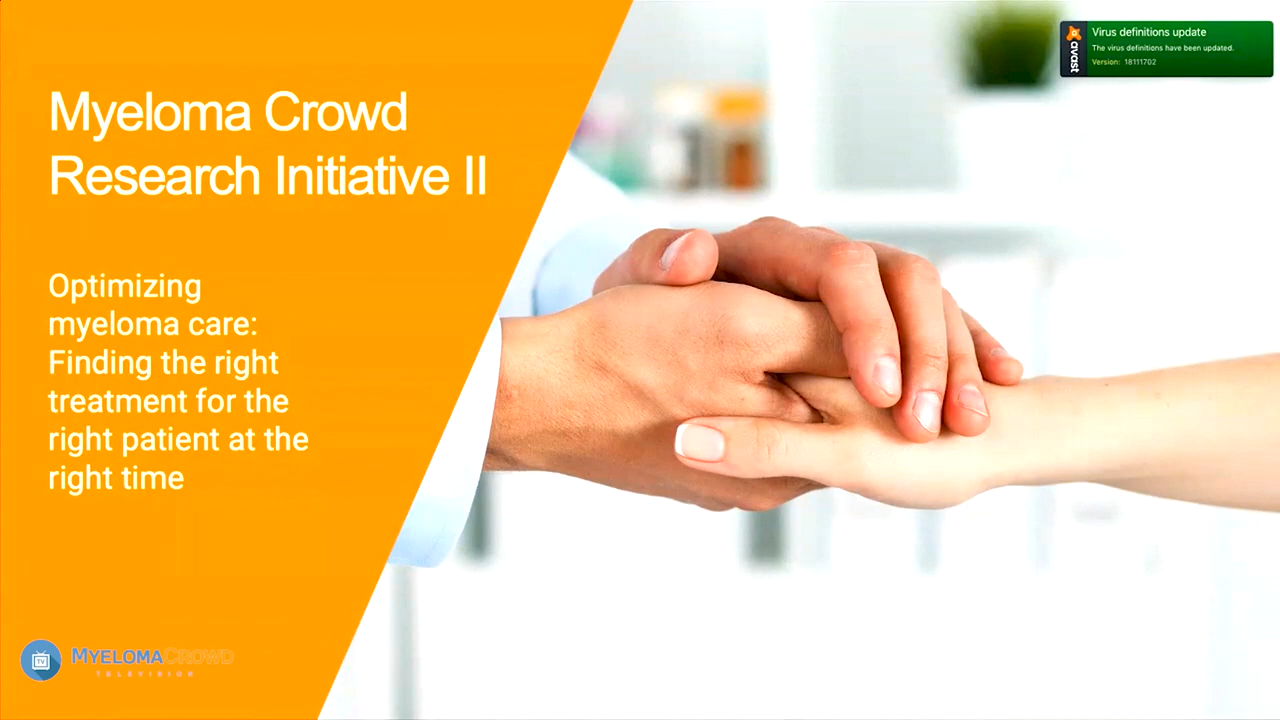 Myeloma Crowd
Research Initiative II
Optimizing
myeloma care:
Finding the right
treatment for the
right patient at the
right time
TV
MYELOMACROWD
TELEVISION
avast
Virus definitions update
The virus definitions have been updated.
Version: 18111702